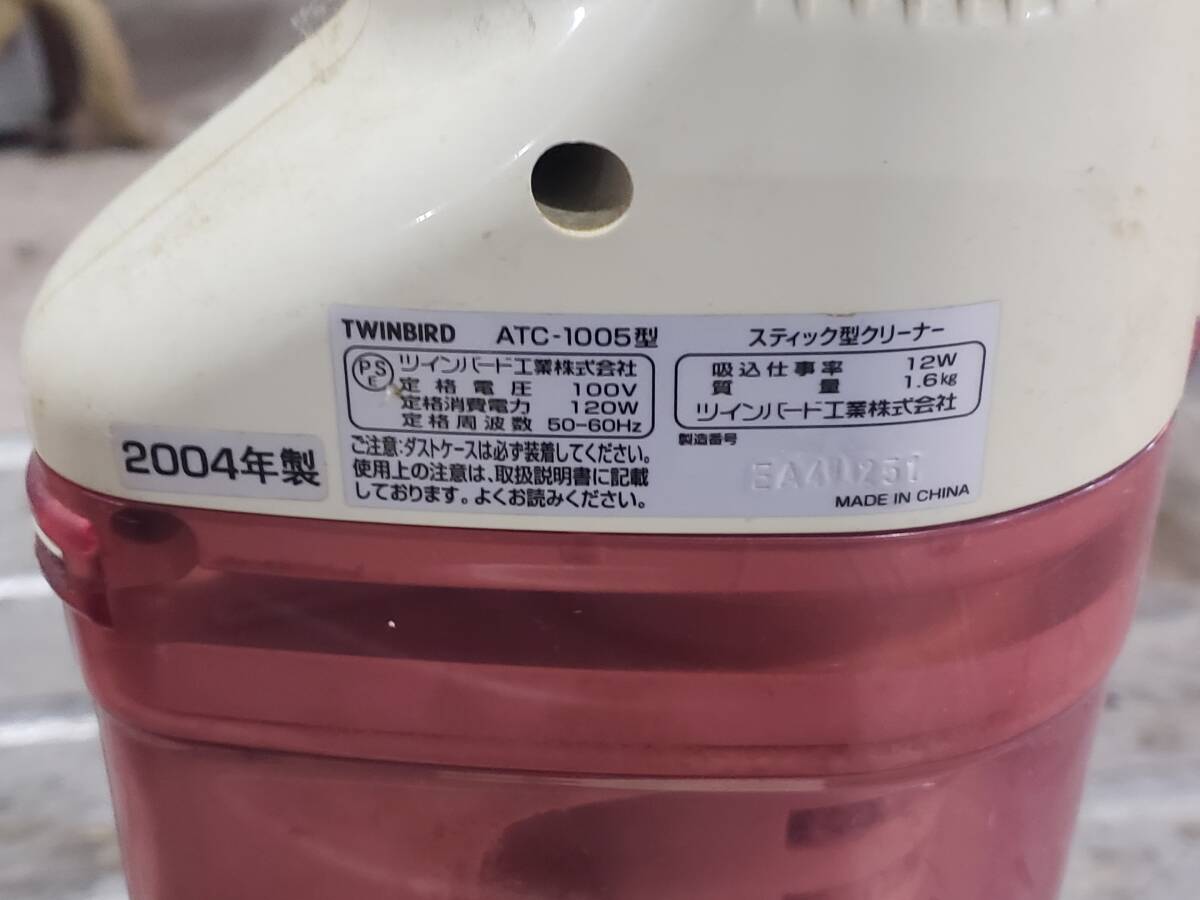 TWINBIRD ATC-1005型 スティック型クリーナー
PS
E
ツインバード工業株式会社
定格電圧 100V
定格消費電力 120W
定格周波数 50-60Hz
吸込仕事率 12W
質量 1.6kg
ツインバード工業株式会社
2004年製
ご注意:ダストケースは必ず装着してください。
使用上の注意は、取扱説明書に記載
しております。よくお読みください。
製造番号
MADE IN CHINA